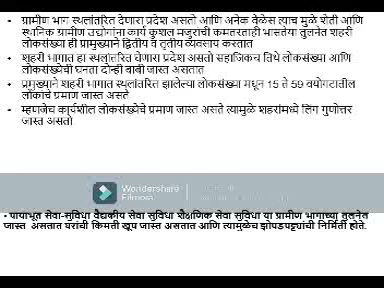 • ग्रामीण भाग स्थलांतरित देणारा प्रदेश असतो आणि अनेक वेळेस त्याच मुळे शेती आणि
स्थनिक ग्रामीण उद्योगांना कार्य कुशल मजुरांची कमतरताही भासतेया तुलनेत शहरी
लोकसंख्या ही प्रामुख्याने द्वितीय व तृतीय व्यवसाय करतात
• शहरी भागात हा स्थलांतरित घेणारा प्रदेश असतो सहाजिकच तिथे लोकसंख्या आणि
लोकसंख्येची घनता दोन्ही बाबी जास्त असतात
• प्रमुख्याने शहरी भागात स्थलांतरित झालेल्या लोकसंख्या मधून 15 ते 59 वयोगटातील
लोकांचे प्रमाण जास्त असते
• म्हणजेच कार्यशील लोकसंख्येचे प्रमाण जास्त असते त्यामुळे शहरांमध्ये लिंग गुणोत्तर
जास्त असतो
Wondershare
Filmora
• पायाभूत सेवा-सुविधा वैद्यकीय सेवा सुविधा शैक्षणिक सेवा सुविधा या ग्रामीण भागाच्या तुलनेत
जास्त असतात घरांची किमती खूप जास्त असतात आणि त्यामुळेच झोपडपट्ट्यांची निर्मिती होते.